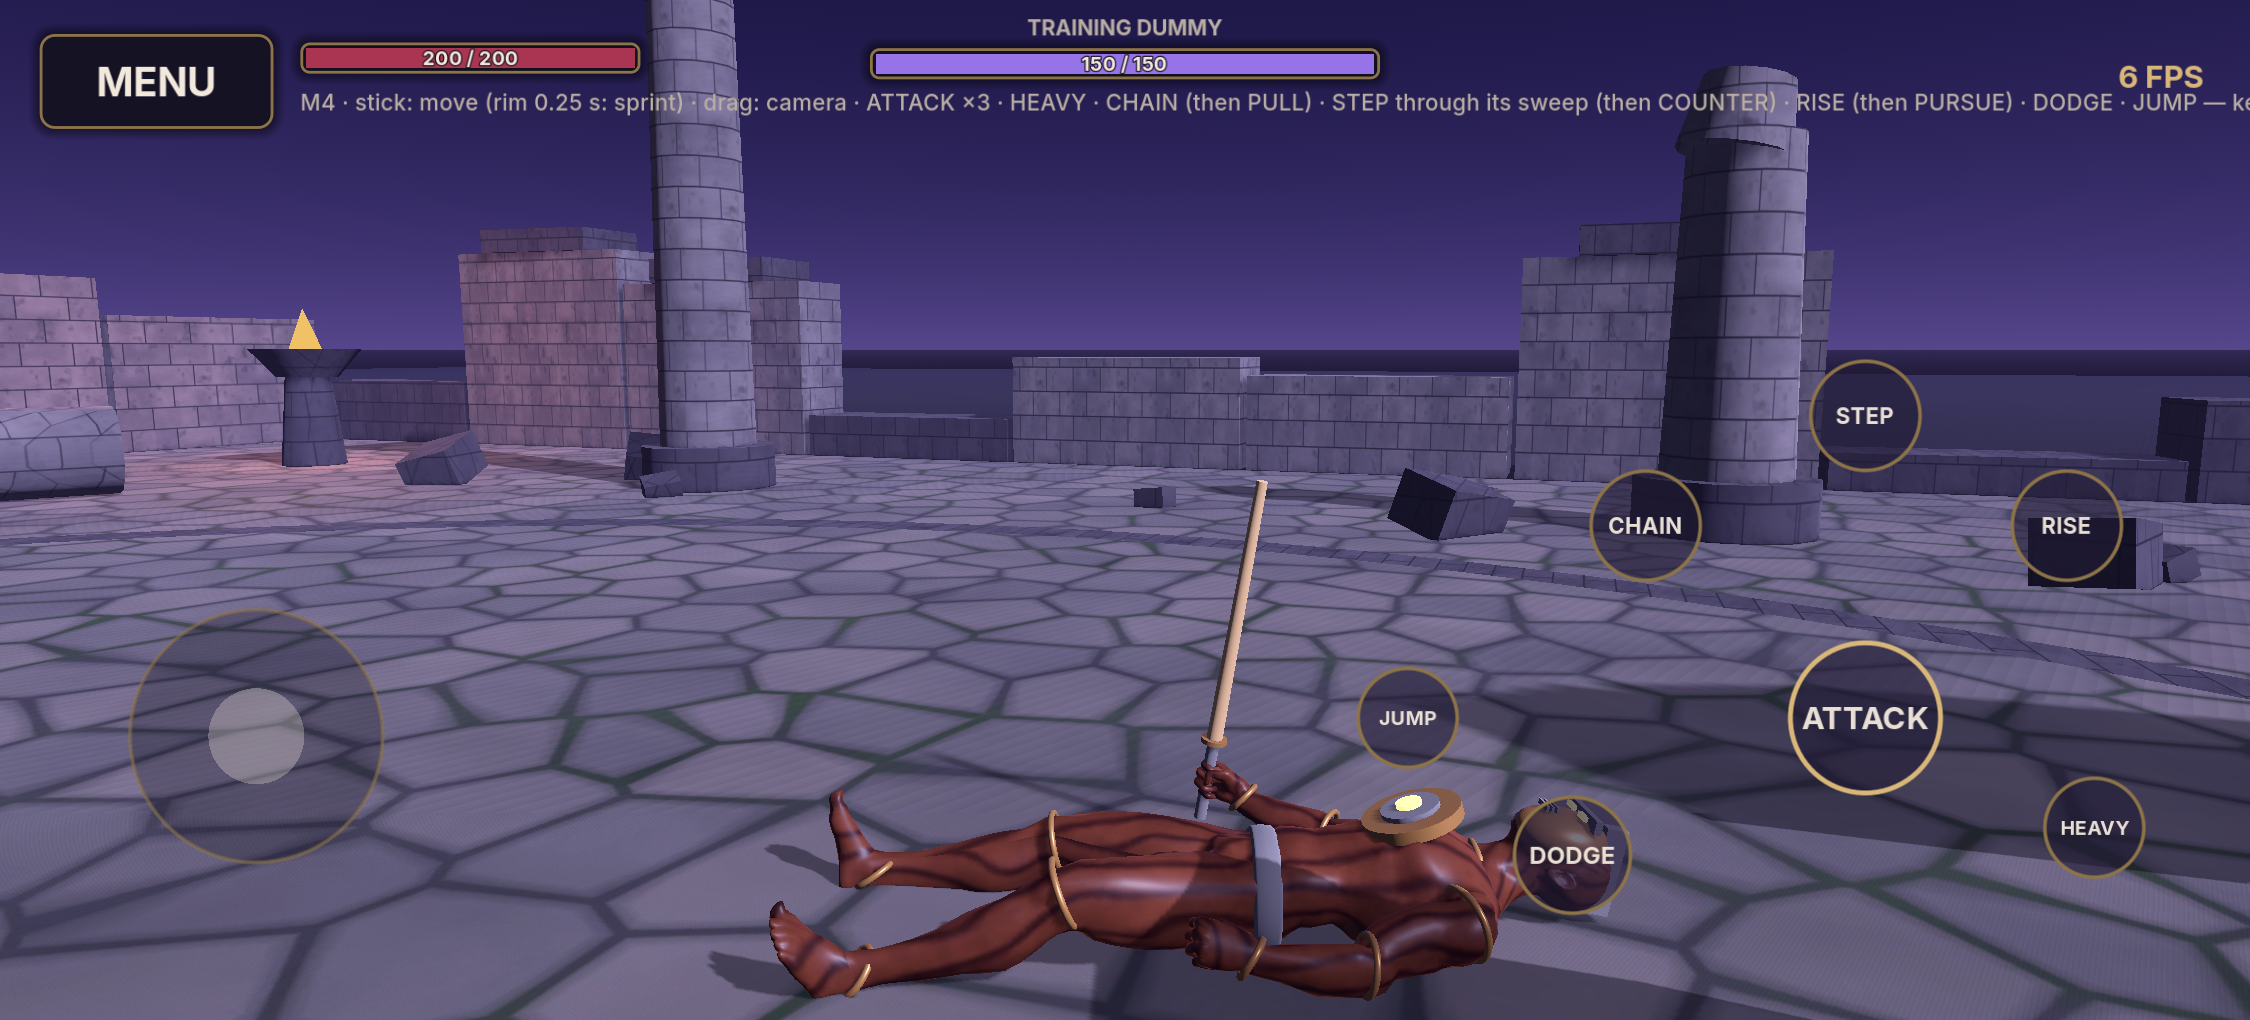 TRAINING DUMMY
MENU
200 / 200
150 / 150
6 FPS
M4 · stick: move (rim 0.25 s: sprint) · drag: camera · ATTACK ×3 · HEAVY · CHAIN (then PULL) · STEP through its sweep (then COUNTER) · RISE (then PURSUE) · DODGE · JUMP — ke
STEP
CHAIN
RISE
JUMP
ATTACK
HEAVY
DODGE